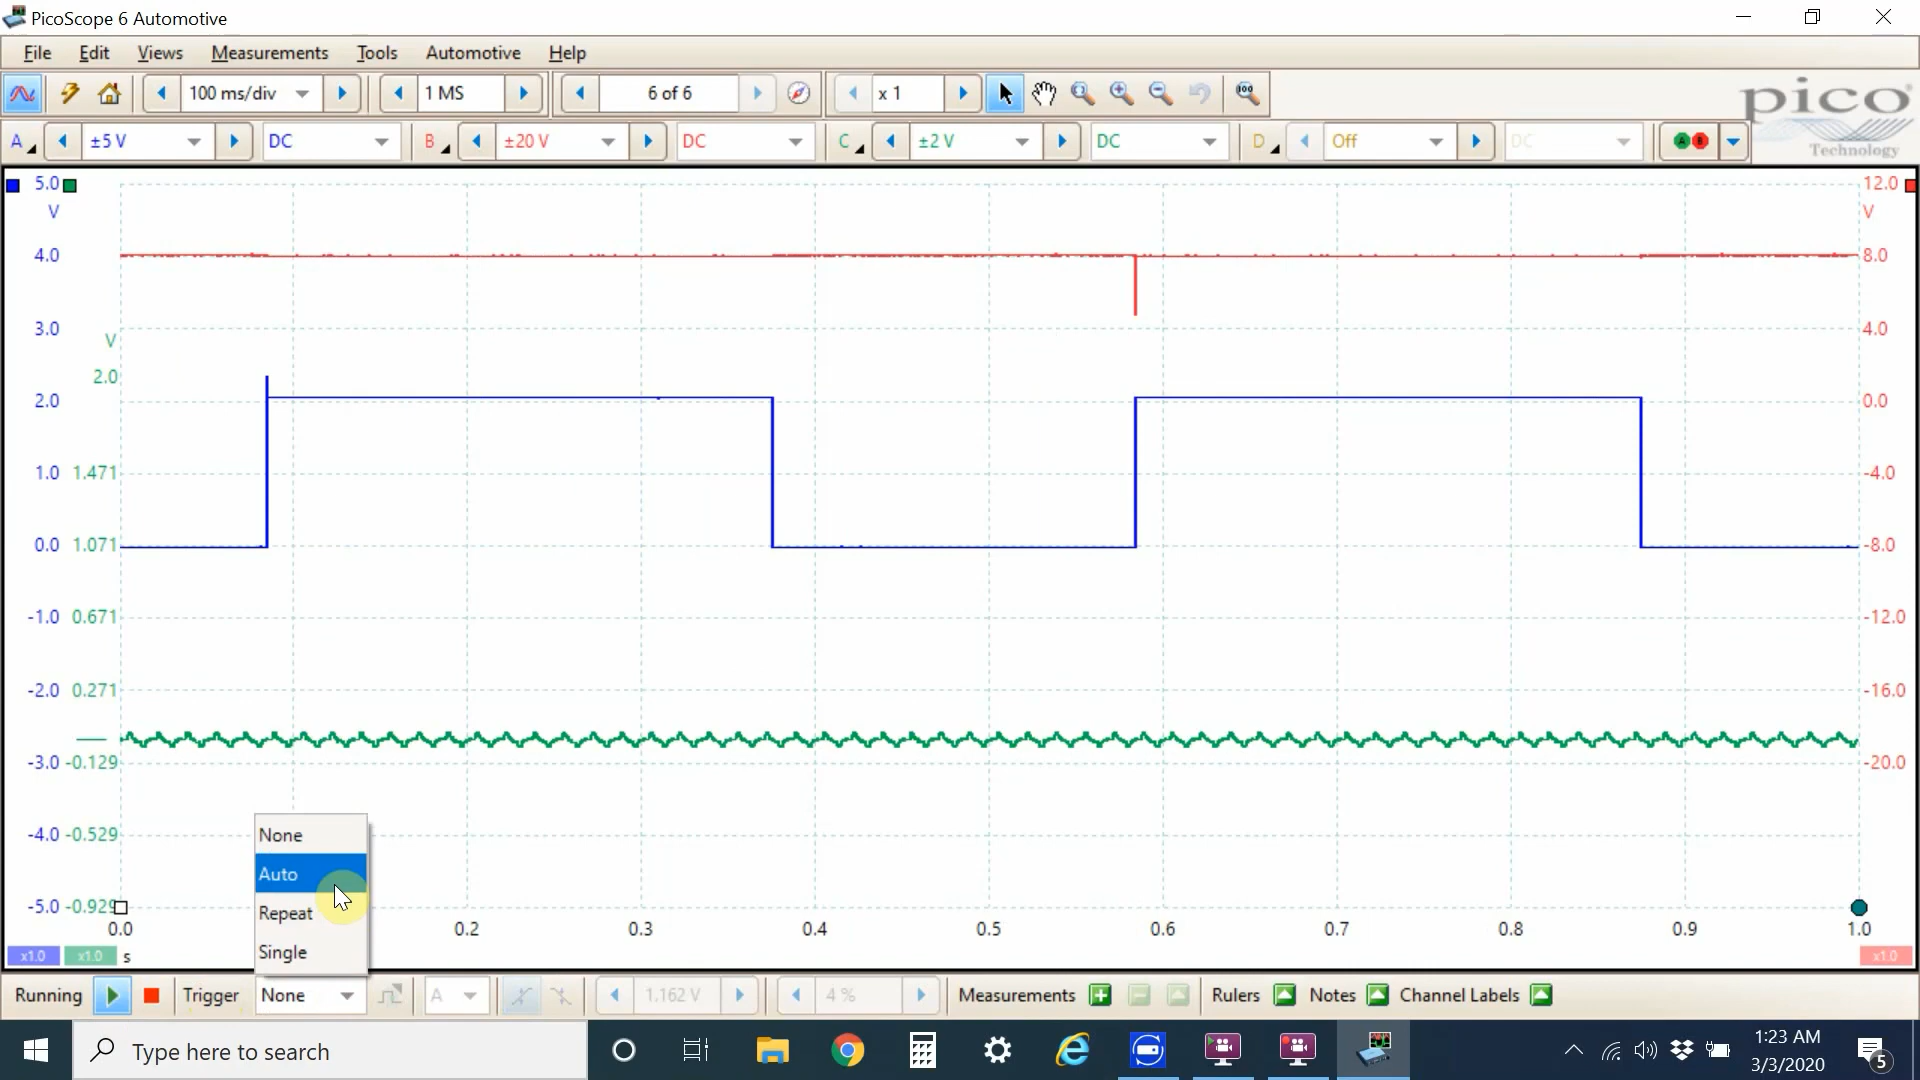 PicoScope 6 Automotive
File Edit Views Measurements Tools Automotive Help
100 ms/div 1 MS 6 of 6 x 1
pico
Technology
A ±5 V DC B ±20 V DC C ±2 V DC D Off DC
5.0 12.0
V V
4.0 8.0
3.0 4.0
V
2.0
2.0 0.0
1.0 1.471 -4.0
0.0 1.071 -8.0
-1.0 0.671 -12.0
-2.0 0.271 -16.0
-3.0 -0.129 -20.0
-4.0 -0.529
-5.0 -0.929
0.0 0.2 0.3 0.4 0.5 0.6 0.7 0.8 0.9 1.0
x1.0 x1.0 s x1.0
None
Auto
Repeat
Single
Running Trigger None A 1.162 V 4 % Measurements Rulers Notes Channel Labels
Type here to search
1:23 AM
3/3/2020
5